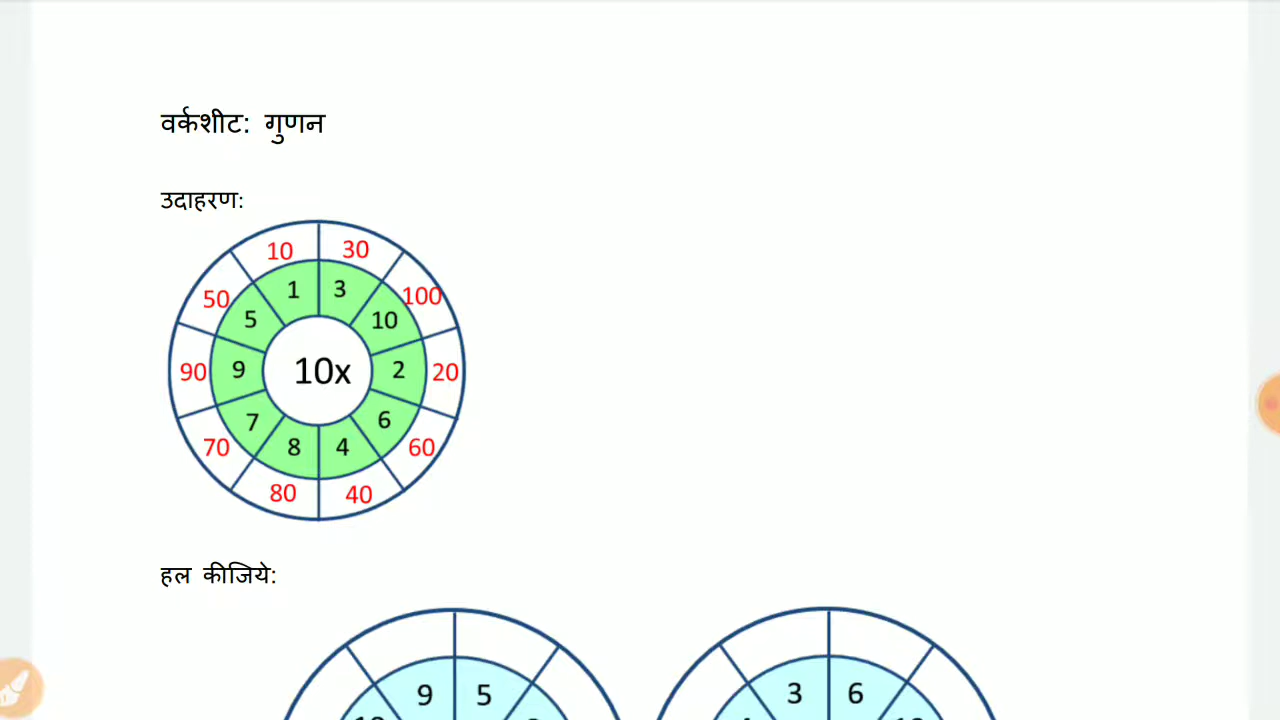 वर्कशीट: गुणन
उदाहरण:
10 30
50 1 3 100
5 10
90 9 10x 2 20
7 6
70 8 4 60
80 40
हल कीजिये:
9 5 3 6